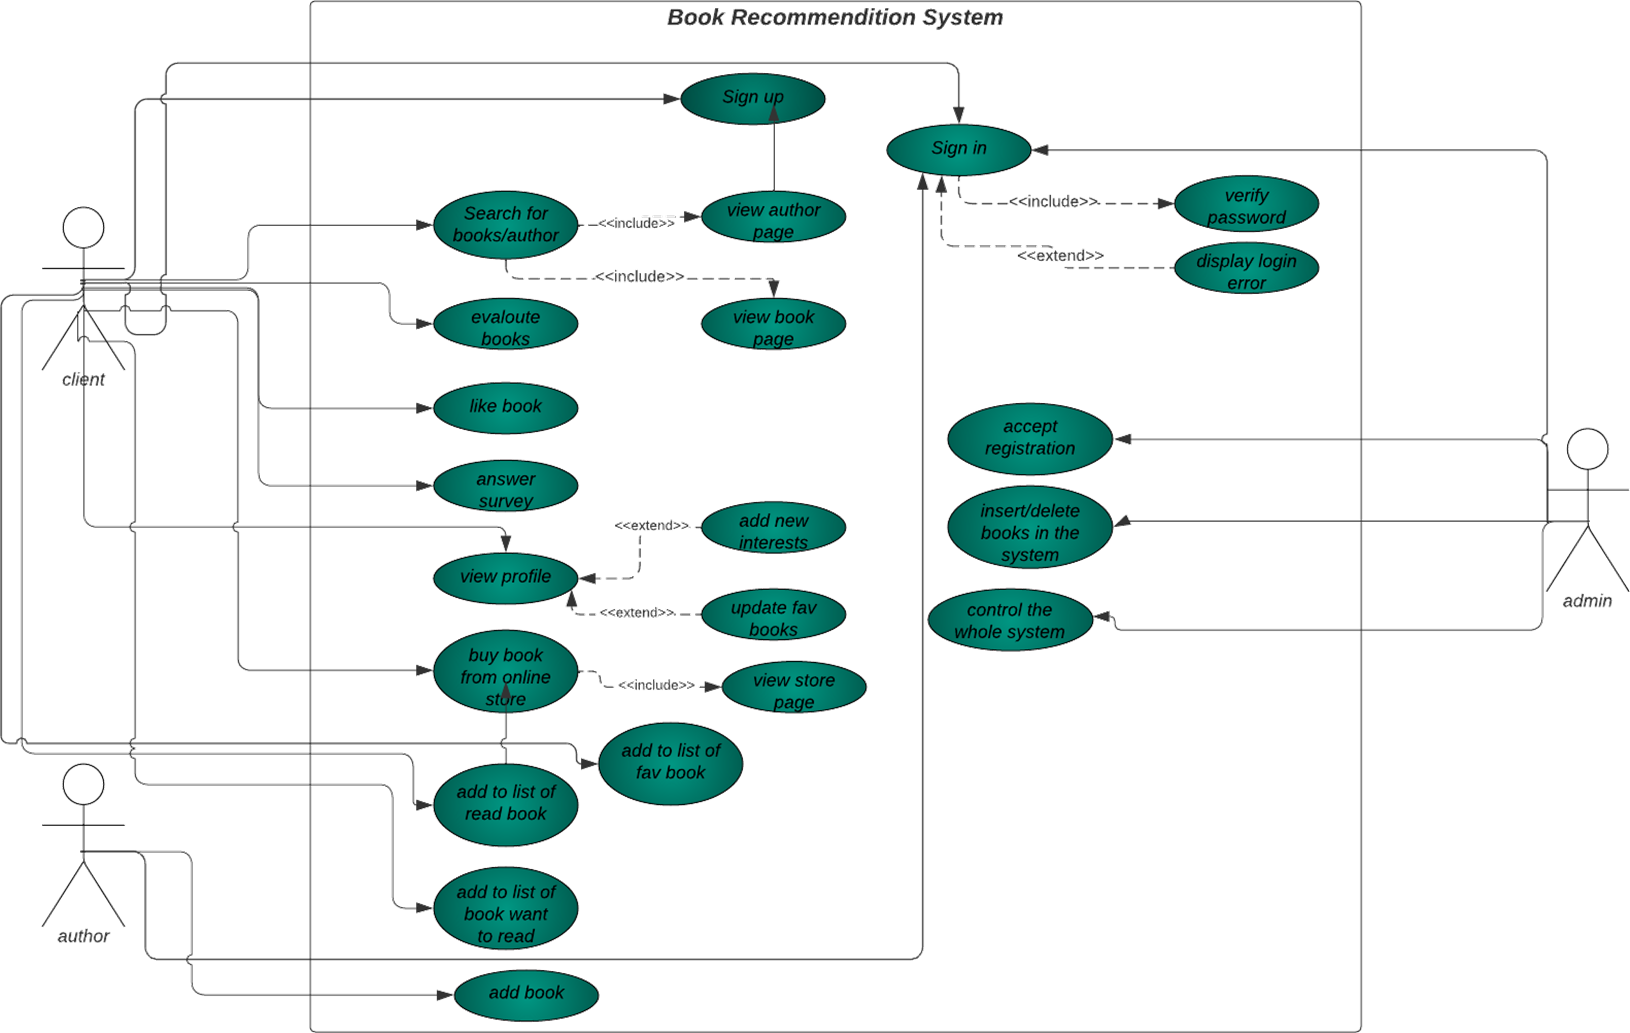 Book Recommendition System
Sign up
Sign in
<<include>>
verify
password
<<extend>>
display login
error
Search for
books/author
<<include>>
view author
page
<<include>>
evaloute
books
view book
page
client
like book
answer
survey
accept
registration
insert/delete
books in the
system
<<extend>>
add new
interests
view profile
<<extend>>
update fav
books
control the
whole system
admin
buy book
from online
store
<<include>>
view store
page
add to list of
fav book
add to list of
read book
add to list of
book want
to read
author
add book